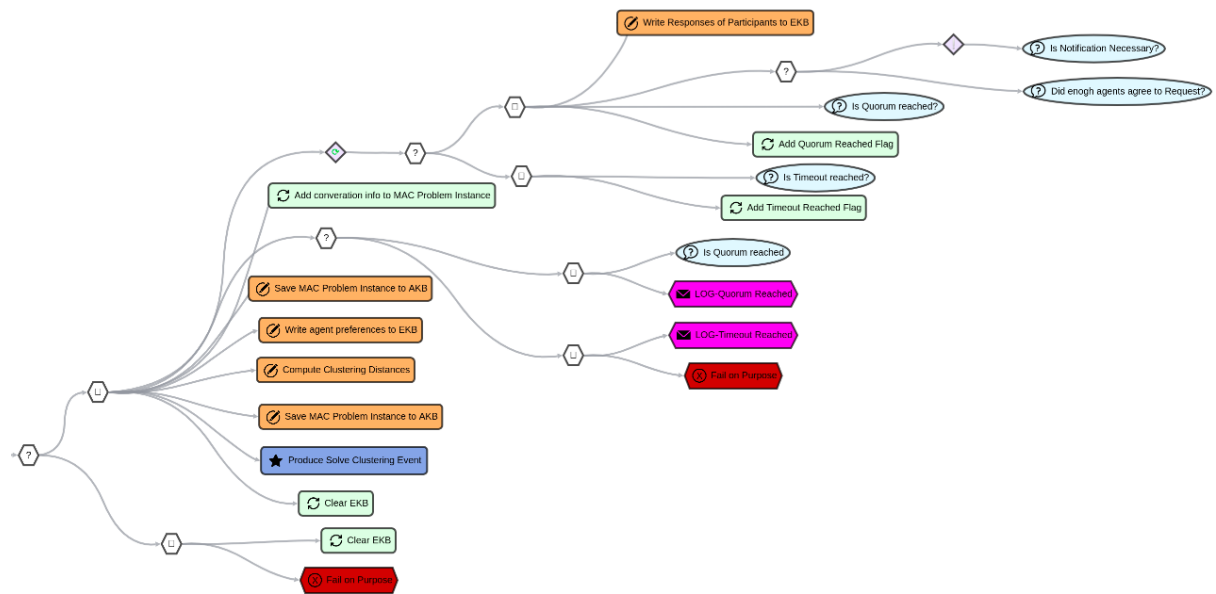 Write Responses of Participants to EKB
Is Notification Necessary?
?
Did enogh agents agree to Request?
Is Quorum reached?
Add Quorum Reached Flag
?
Is Timeout reached?
Add converation info to MAC Problem Instance
Add Timeout Reached Flag
?
Is Quorum reached
Save MAC Problem Instance to AKB
LOG-Quorum Reached
Write agent preferences to EKB
LOG-Timeout Reached
Compute Clustering Distances
Fail on Purpose
Save MAC Problem Instance to AKB
?
Produce Solve Clustering Event
Clear EKB
Clear EKB
Fail on Purpose